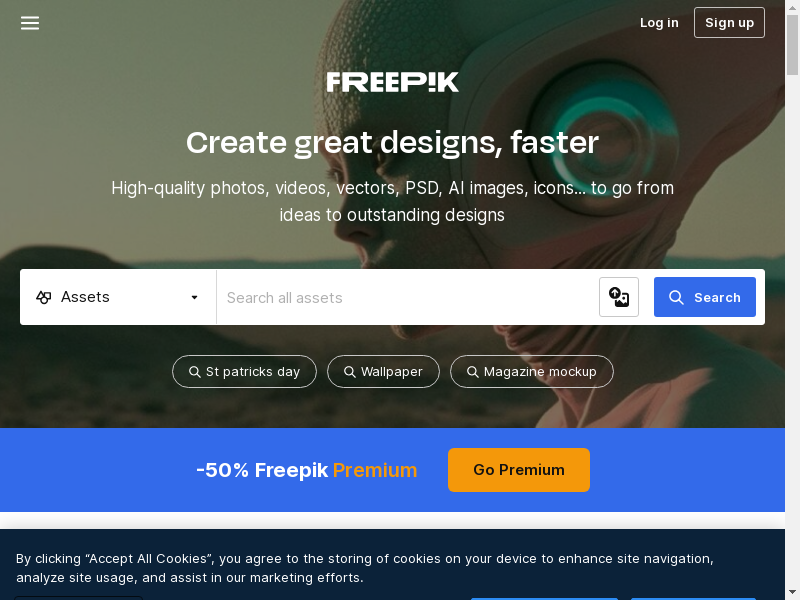 Log in
Sign up
FREEPIK
Create great designs, faster
High-quality photos, videos, vectors, PSD, AI images, icons... to go from
ideas to outstanding designs
Assets
Search all assets
Search
St patricks day
Wallpaper
Magazine mockup
-50% Freepik Premium
Go Premium
By clicking “Accept All Cookies”, you agree to the storing of cookies on your device to enhance site navigation,
analyze site usage, and assist in our marketing efforts.